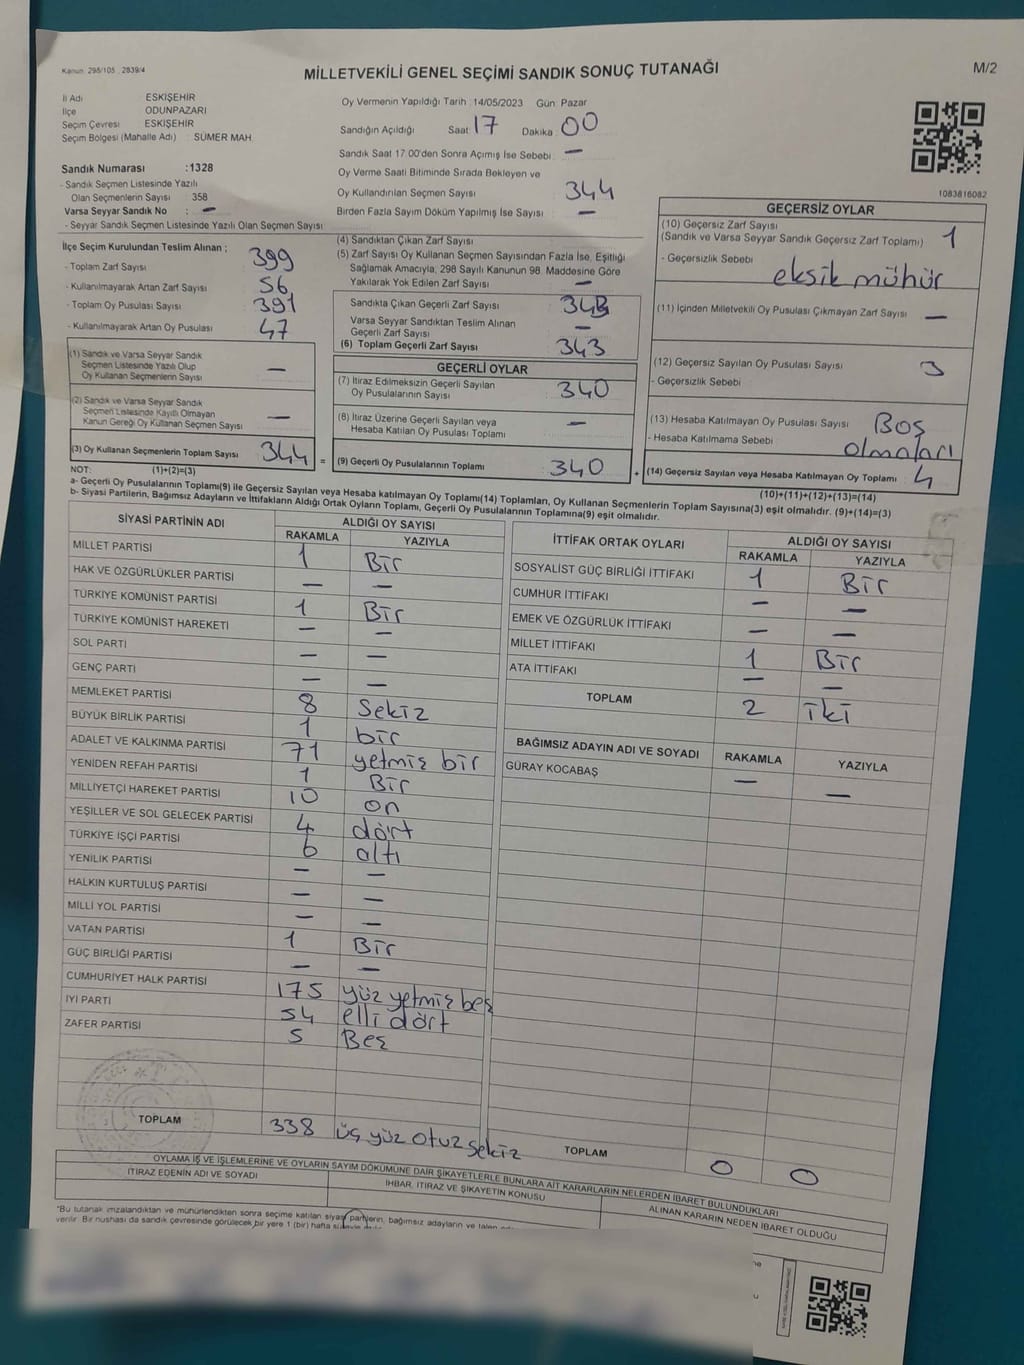 Kanun 298/105 2839/4
MİLLETVEKİLİ GENEL SEÇİMİ SANDIK SONUÇ TUTANAĞI
M/2
İl Adı ESKİŞEHİR
İlçe ODUNPAZARI
Seçim Çevresi ESKİŞEHİR
Seçim Bölgesi (Mahalle Adı) : SÜMER MAH.
Sandık Numarası :1328
- Sandık Seçmen Listesinde Yazılı
Olan Seçmenlerin Sayısı : 358
Varsa Seyyar Sandık No : —
- Seyyar Sandık Seçmen Listesinde Yazılı Olan Seçmen Sayısı
Oy Vermenin Yapıldığı Tarih : 14/05/2023 Gün: Pazar
Sandığın Açıldığı Saat: 17 Dakika: 00
Sandık Saat 17.00'den Sonra Açımış İse Sebebi : —
Oy Verme Saati Bitiminde Sırada Bekleyen ve
Oy Kullandırılan Seçmen Sayısı : 344
Birden Fazla Sayım Döküm Yapılmış İse Sayısı : —
1083816082
İlçe Seçim Kurulundan Teslim Alınan :
- Toplam Zarf Sayısı : 399
- Kullanılmayarak Artan Zarf Sayısı : 56
- Toplam Oy Pusulası Sayısı : 391
- Kullanılmayarak Artan Oy Pusulası : 47
(1) Sandık ve Varsa Seyyar Sandık
Seçmen Listesinde Yazılı Olup
Oy Kullanan Seçmenlerin Sayısı : —
(2) Sandık ve Varsa Seyyar Sandık
Seçmen Listesinde Kayıtlı Olmayan
Kanun Gereği Oy Kullanan Seçmen Sayısı : —
(3) Oy Kullanan Seçmenlerin Toplam Sayısı : 344 =
NOT: (1)+(2)=(3)
(4) Sandıktan Çıkan Zarf Sayısı
(5) Zarf Sayısı Oy Kullanan Seçmen Sayısından Fazla İse, Eşitliği
Sağlamak Amacıyla, 298 Sayılı Kanunun 98. Maddesine Göre
Yakılarak Yok Edilen Zarf Sayısı : —
Sandıkta Çıkan Geçerli Zarf Sayısı : 343
Varsa Seyyar Sandıktan Teslim Alınan
Geçerli Zarf Sayısı : —
(6) Toplam Geçerli Zarf Sayısı : 343
GEÇERLİ OYLAR
(7) İtiraz Edilmeksizin Geçerli Sayılan
Oy Pusulalarının Sayısı : 340
(8) İtiraz Üzerine Geçerli Sayılan veya
Hesaba Katılan Oy Pusulası Toplamı : —
(9) Geçerli Oy Pusulalarının Toplamı : 340 +
GEÇERSİZ OYLAR
(10) Geçersiz Zarf Sayısı
(Sandık ve Varsa Seyyar Sandık Geçersiz Zarf Toplamı) : 1
- Geçersizlik Sebebi : eksik mühür
(11) İçinden Milletvekili Oy Pusulası Çıkmayan Zarf Sayısı : —
(12) Geçersiz Sayılan Oy Pusulası Sayısı : 3
- Geçersizlik Sebebi
(13) Hesaba Katılmayan Oy Pusulası Sayısı : Boş
- Hesaba Katılmama Sebebi : olmaları
(14) Geçersiz Sayılan veya Hesaba Katılmayan Oy Toplamı : 4
(10)+(11)+(12)+(13)=(14)
a- Geçerli Oy Pusulalarının Toplamı(9) ile Geçersiz Sayılan veya Hesaba katılmayan Oy Toplamı(14) Toplamları, Oy Kullanan Seçmenlerin Toplam Sayısına(3) eşit olmalıdır. (9)+(14)=(3)
b- Siyasi Partilerin, Bağımsız Adayların ve İttifakların Aldığı Ortak Oyların Toplamı, Geçerli Oy Pusulalarının Toplamına(9) eşit olmalıdır.
SİYASİ PARTİNİN ADI ALDIĞI OY SAYISI
RAKAMLA YAZIYLA
MİLLET PARTİSİ 1 Bir
HAK VE ÖZGÜRLÜKLER PARTİSİ — —
TÜRKİYE KOMÜNİST PARTİSİ 1 Bir
TÜRKİYE KOMÜNİST HAREKETİ — —
SOL PARTİ — —
GENÇ PARTİ — —
MEMLEKET PARTİSİ 8 Sekiz
BÜYÜK BİRLİK PARTİSİ 1 bir
ADALET VE KALKINMA PARTİSİ 71 yetmiş bir
YENİDEN REFAH PARTİSİ 1 Bir
MİLLİYETÇİ HAREKET PARTİSİ 10 on
YEŞİLLER VE SOL GELECEK PARTİSİ 4 dört
TÜRKİYE İŞÇİ PARTİSİ 6 altı
YENİLİK PARTİSİ — —
HALKIN KURTULUŞ PARTİSİ — —
MİLLİ YOL PARTİSİ — —
VATAN PARTİSİ 1 Bir
GÜÇ BİRLİĞİ PARTİSİ — —
CUMHURİYET HALK PARTİSİ 175 yüz yetmiş beş
İYİ PARTİ 54 elli dört
ZAFER PARTİSİ 5 Beş
TOPLAM 338 üç yüz otuz sekiz
İTTİFAK ORTAK OYLARI ALDIĞI OY SAYISI
RAKAMLA YAZIYLA
SOSYALİST GÜÇ BİRLİĞİ İTTİFAKI 1 Bir
CUMHUR İTTİFAKI — —
EMEK VE ÖZGÜRLÜK İTTİFAKI — —
MİLLET İTTİFAKI 1 Bir
ATA İTTİFAKI — —
TOPLAM 2 iki
BAĞIMSIZ ADAYIN ADI VE SOYADI RAKAMLA YAZIYLA
GÜRAY KOCABAŞ — —
TOPLAM 0 0
OYLAMA İŞ VE İŞLEMLERİNE VE OYLARIN SAYIM DÖKÜMÜNE DAİR ŞİKAYETLERLE BUNLARA AİT KARARLARIN NELERDEN İBARET BULUNDUKLARI
İTİRAZ EDENİN ADI VE SOYADI İHBAR, İTİRAZ VE ŞİKAYETİN KONUSU ALINAN KARARIN NEDEN İBARET OLDUĞU
*Bu tutanak imzalandıktan ve mühürlendikten sonra seçime katılan siyasi partilerin, bağımsız adayların ve talep
verilir. Bir nushası da sandık çevresinde görülecek bir yere 1 (bir) hafta